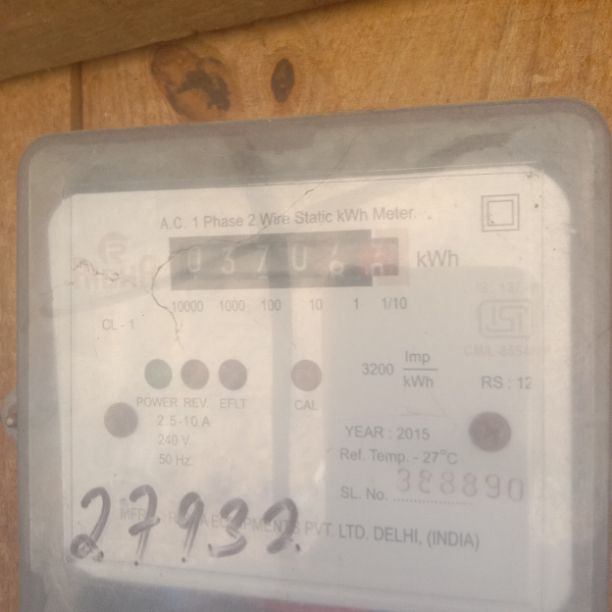 A.C. 1 Phase 2 Wire Static kWh Meter
kWh
10000 1000 100 10 1 1/10
CL - 1
3200 Imp
kWh
RS : 12
POWER REV. EFLT CAL
2.5-10 A
240 V.
50 Hz.
YEAR : 2015
Ref. Temp. - 27°C
SL. No. 388890
27932
PVT. LTD. DELHI, (INDIA)